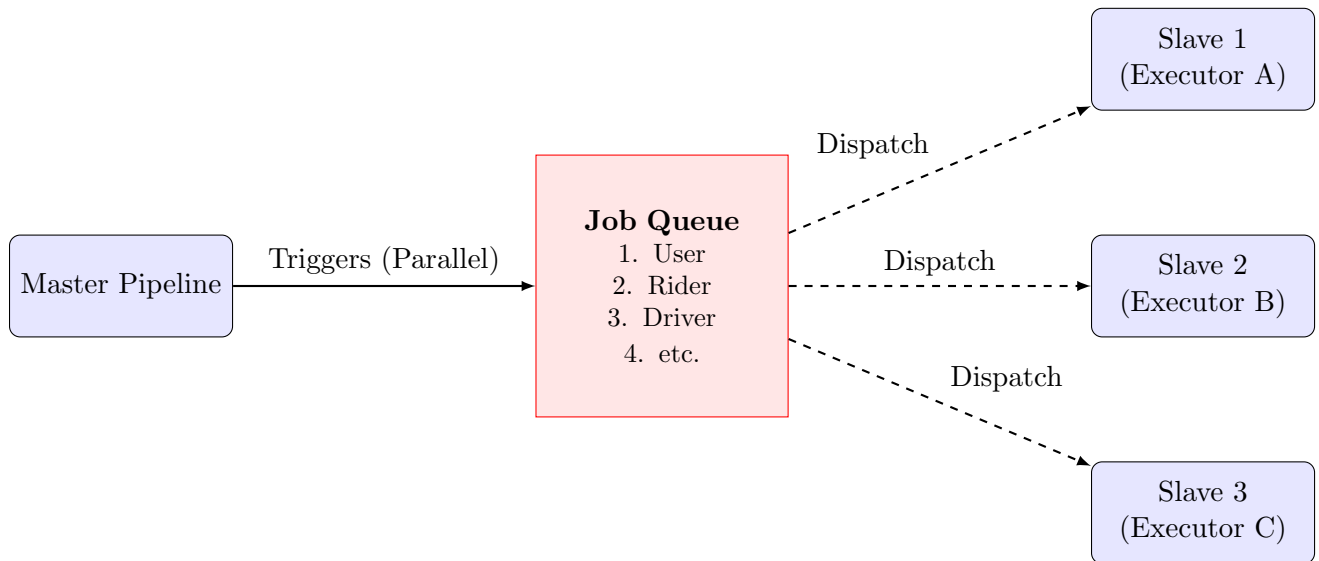 Master Pipeline
Triggers (Parallel)
Job Queue
1. User
2. Rider
3. Driver
4. etc.
Dispatch
Slave 1
(Executor A)
Dispatch
Slave 2
(Executor B)
Dispatch
Slave 3
(Executor C)